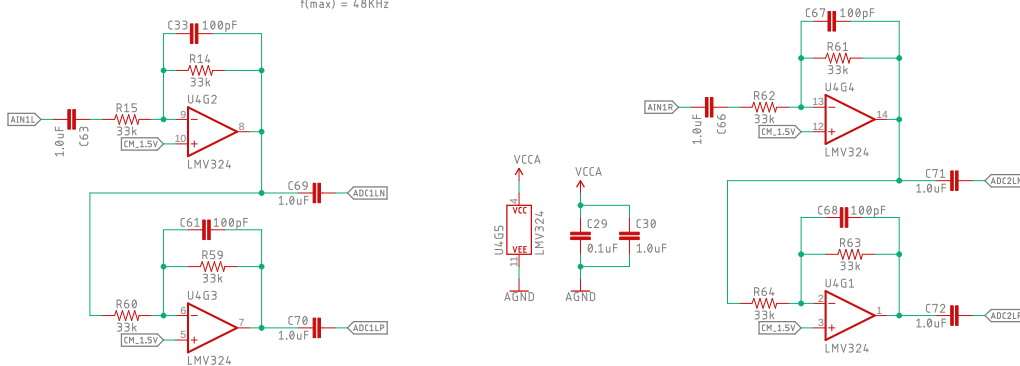 f(max) = 48KHz
C33 100pF
R14
33k
U4G2
AIN1L
1.0uF
C63
R15
33k
9
10
8
CM_1.5V
LMV324
C69
1.0uF
ADC1LN
C61 100pF
R59
33k
U4G3
R60
33k
6
5
7
CM_1.5V
LMV324
C70
1.0uF
ADC1LP
VCCA
4
VCC
VEE
11
U4G5
LMV324
AGND
VCCA
C29
0.1uF
C30
1.0uF
AGND
C67 100pF
R61
33k
U4G4
AIN1R
1.0uF
C66
R62
33k
13
12
14
CM_1.5V
LMV324
C71
1.0uF
ADC2LN
C68 100pF
R63
33k
U4G1
R64
33k
2
3
1
CM_1.5V
LMV324
C72
1.0uF
ADC2LP